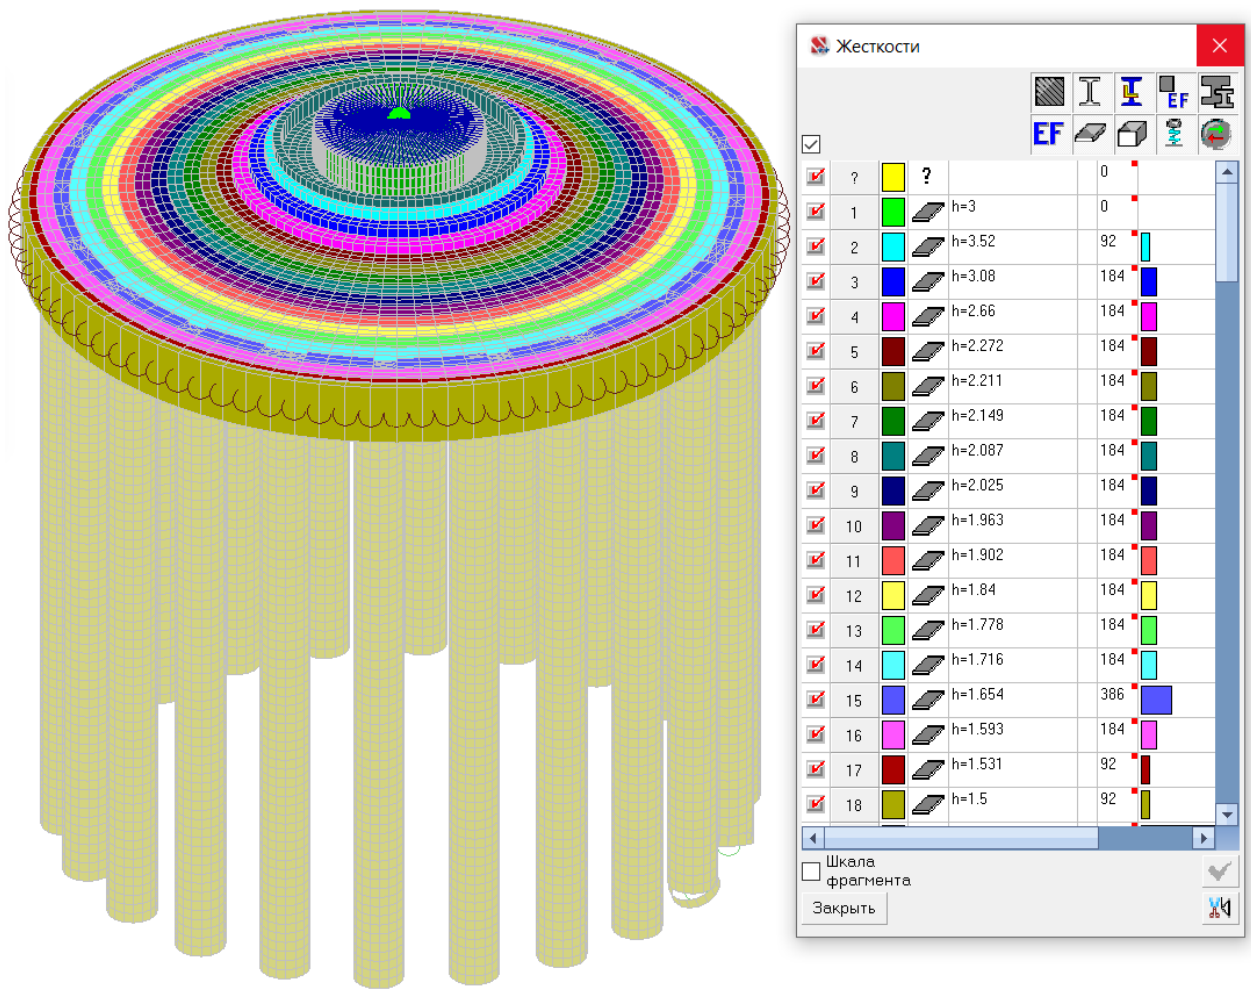 Жесткости
EF
EF
? ? 0
1 h=3 0
2 h=3.52 92
3 h=3.08 184
4 h=2.66 184
5 h=2.272 184
6 h=2.211 184
7 h=2.149 184
8 h=2.087 184
9 h=2.025 184
10 h=1.963 184
11 h=1.902 184
12 h=1.84 184
13 h=1.778 184
14 h=1.716 184
15 h=1.654 386
16 h=1.593 184
17 h=1.531 92
18 h=1.5 92
Шкала
фрагмента
Закрыть